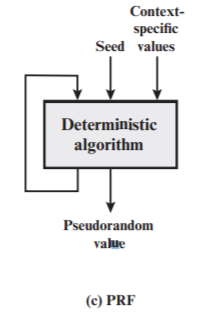 Context-
specific
Seed values
Deterministic
algorithm
Pseudorandom
value
(c) PRF